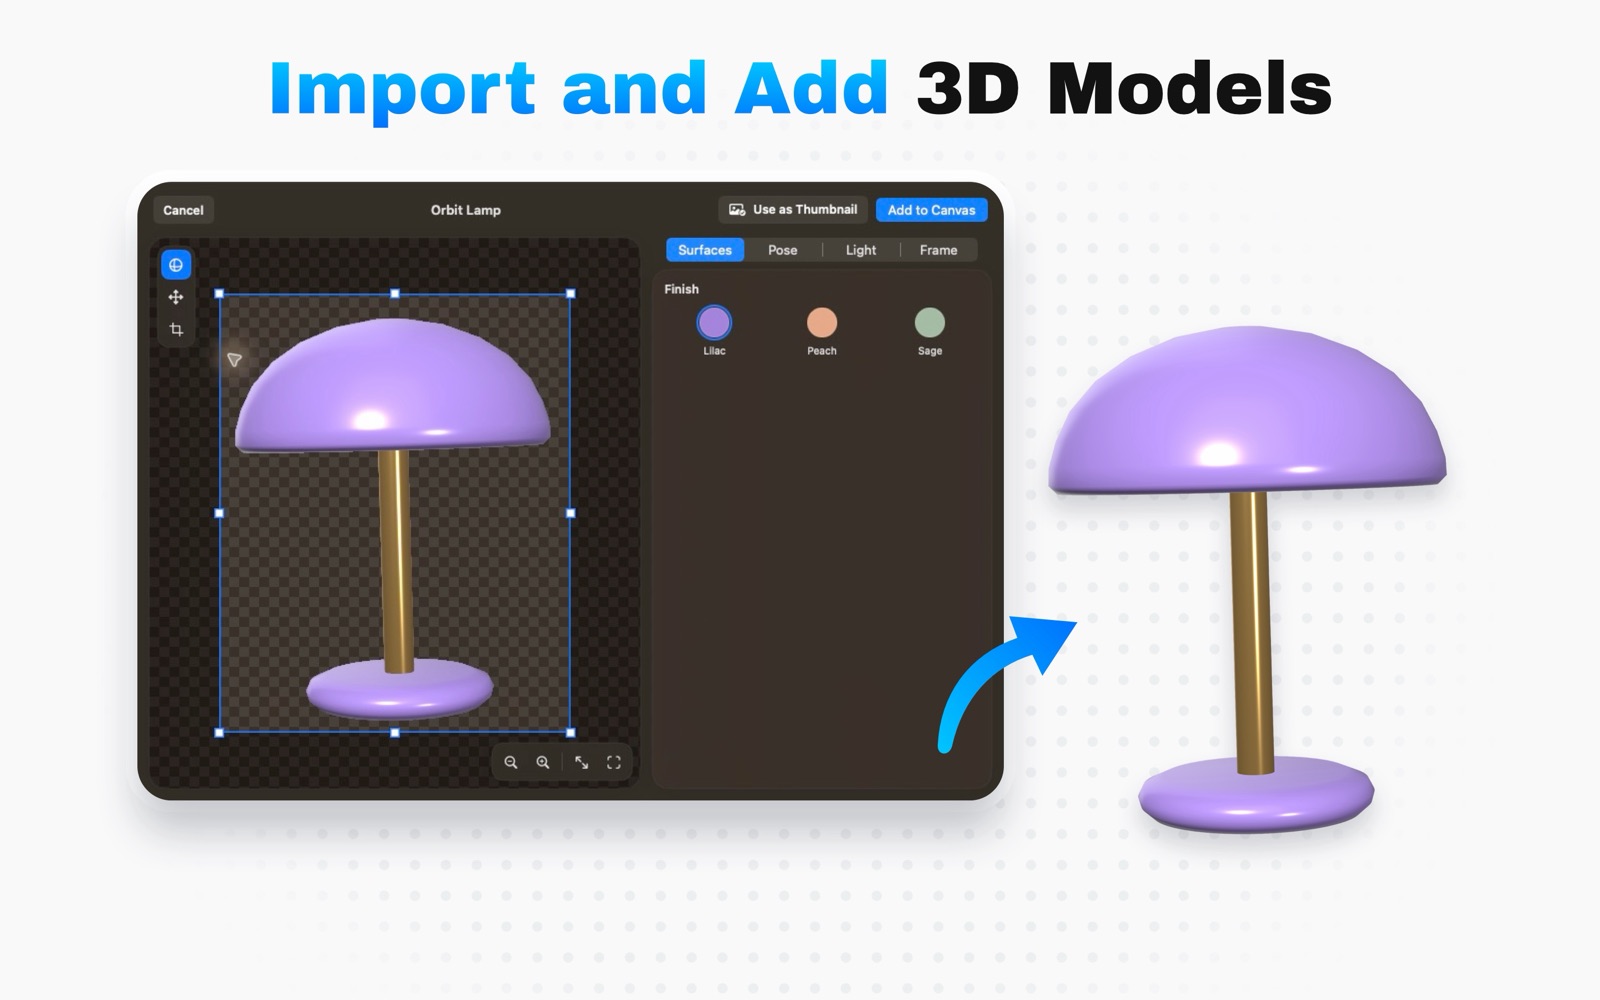 Import and Add 3D Models
Cancel
Orbit Lamp
Use as Thumbnail
Add to Canvas
Surfaces
Pose
Light
Frame
Finish
Lilac
Peach
Sage